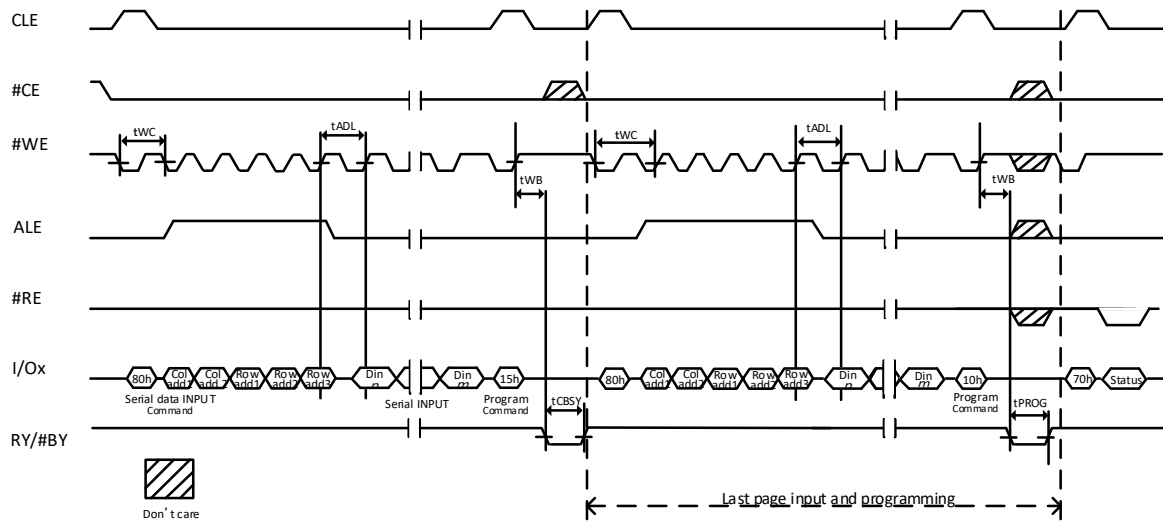 CLE
#CE
tWC
tADL
tWC
tADL
#WE
tWB
tWB
ALE
#RE
I/Ox
80h
Col add1
Col add2
Row add1
Row add2
Row add3
Din n
Din m
15h
80h
Col add1
Col add2
Row add1
Row add2
Row add3
Din n
Din m
10h
70h
Status
Serial data INPUT
Command
Serial INPUT
Program
Command
Program
Command
tCBSY
tPROG
RY/#BY
Last page input and programming
Don't care